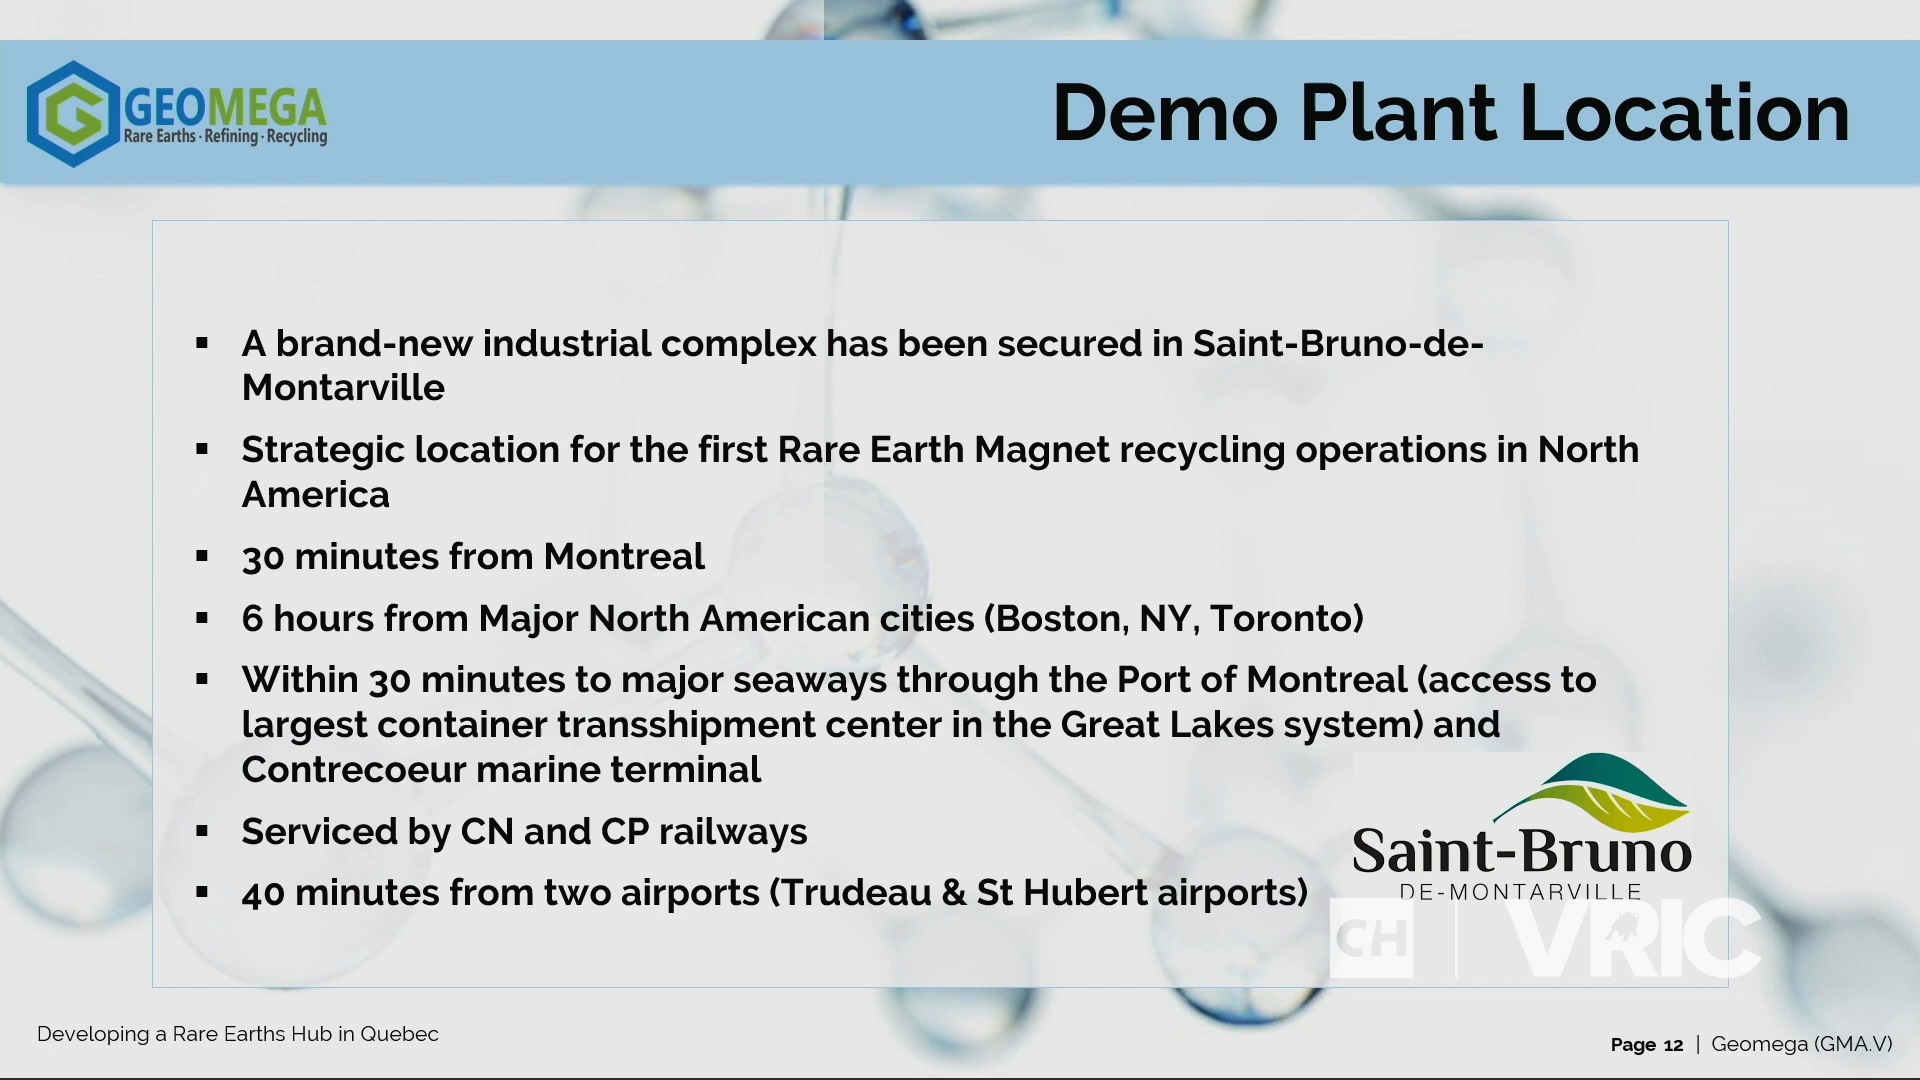 GEOMEGA
Rare Earths · Refining · Recycling
Demo Plant Location
▪ A brand-new industrial complex has been secured in Saint-Bruno-de-
Montarville
▪ Strategic location for the first Rare Earth Magnet recycling operations in North
America
▪ 30 minutes from Montreal
▪ 6 hours from Major North American cities (Boston, NY, Toronto)
▪ Within 30 minutes to major seaways through the Port of Montreal (access to
largest container transshipment center in the Great Lakes system) and
Contrecoeur marine terminal
▪ Serviced by CN and CP railways
▪ 40 minutes from two airports (Trudeau & St Hubert airports)
Saint-Bruno
DE-MONTARVILLE
CH | VRIC
Developing a Rare Earths Hub in Quebec
Page 12 | Geomega (GMA.V)